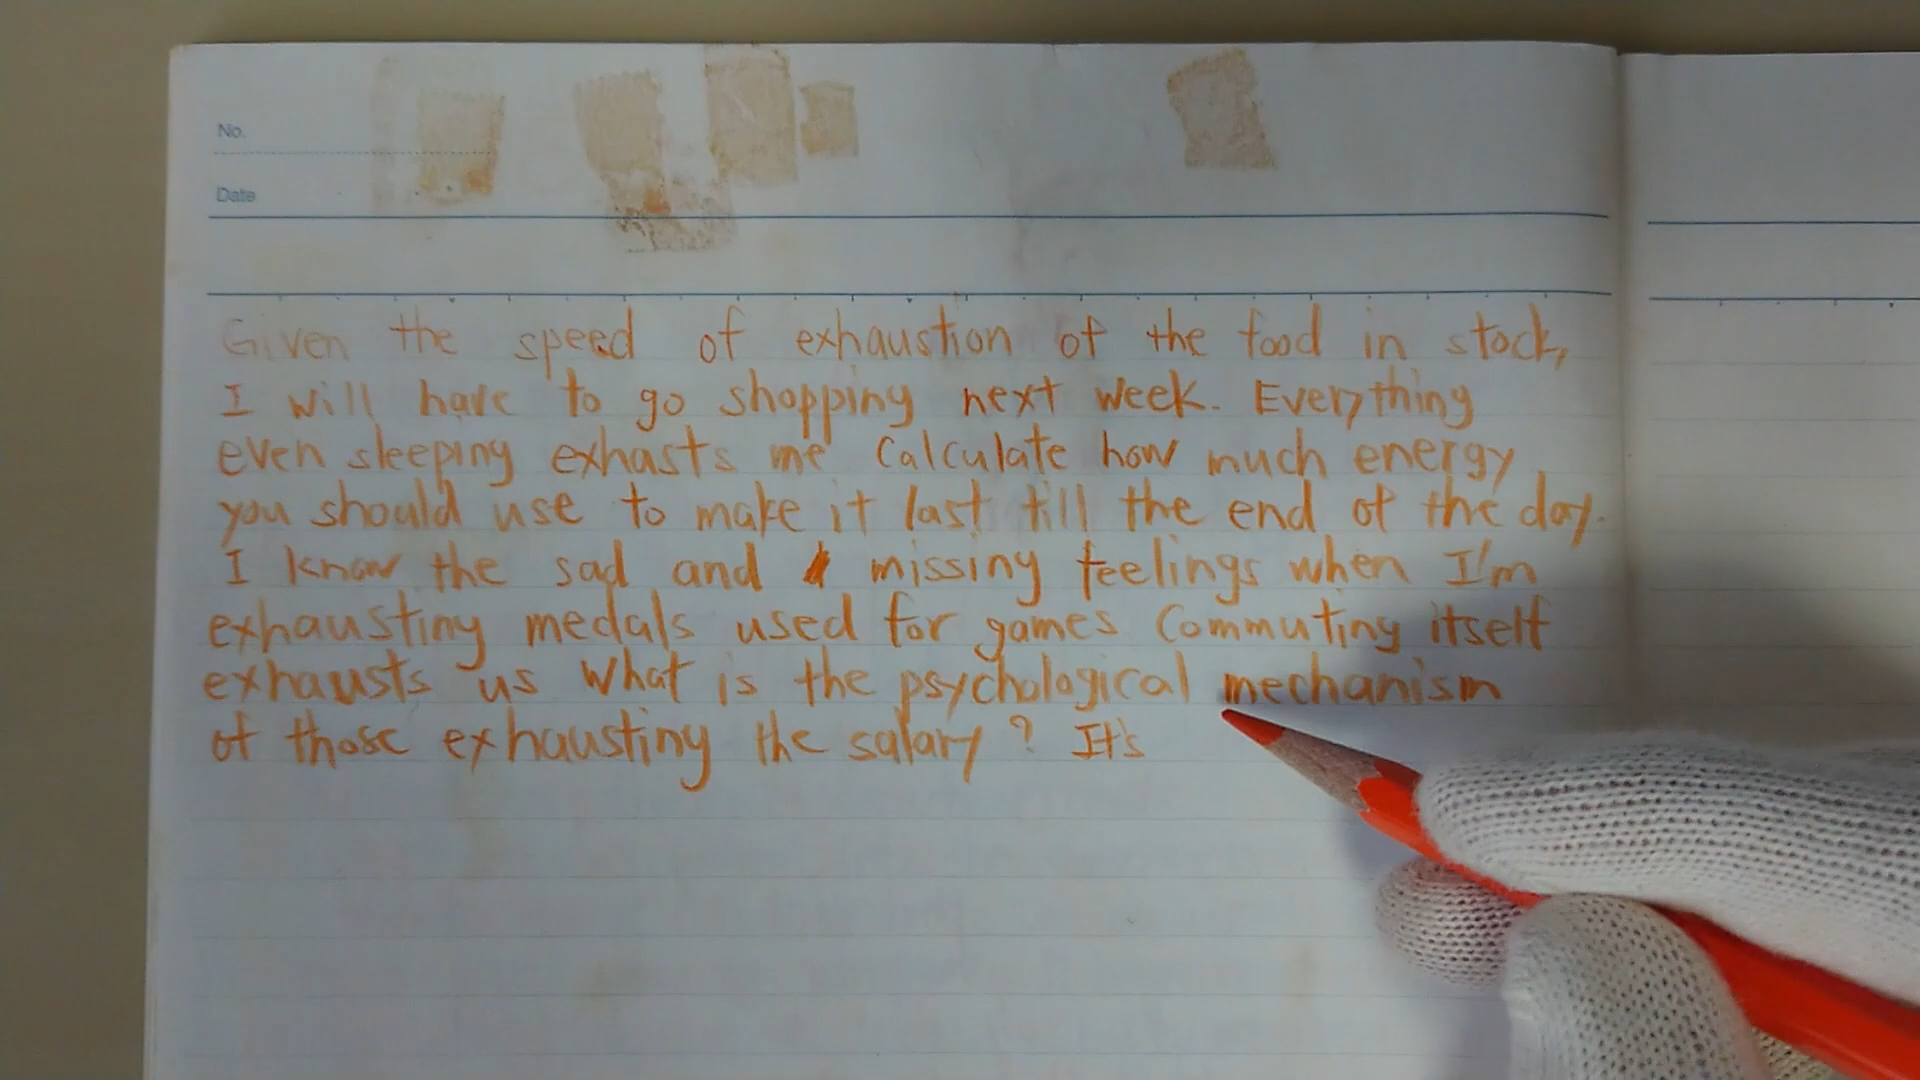 No.
Date
Given the speed of exhaustion of the food in stock,
I will have to go shopping next week. Everything
even sleeping exhasts me Calculate how much energy
you should use to make it last till the end of the day.
I know the sad and missing feelings when I'm
exhausting medals used for games Commuting itself
exhausts us What is the psychological mechanism
of those exhausting the salary? It's